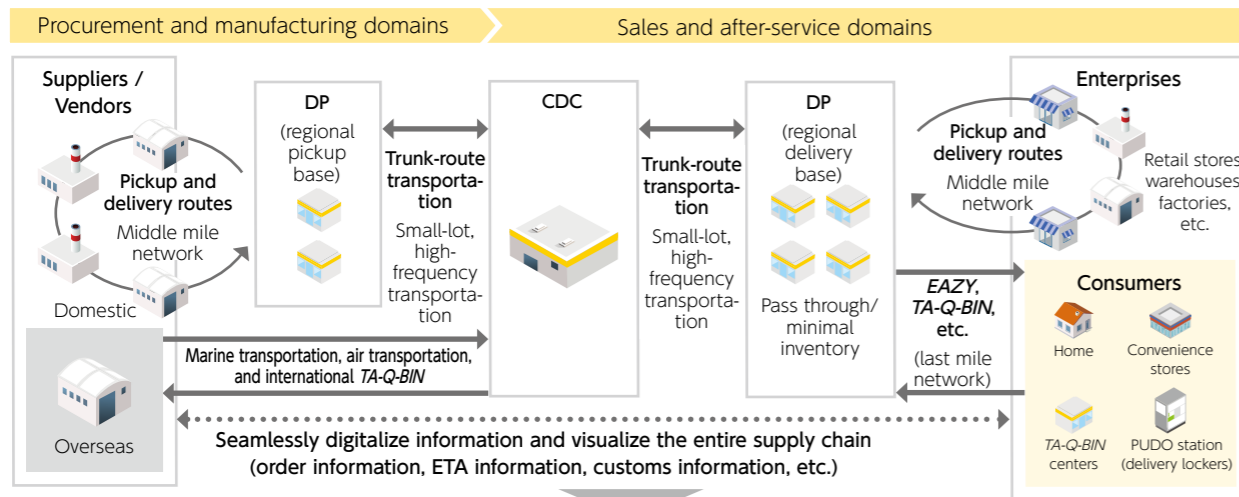 Procurement and manufacturing domains
Sales and after-service domains
Suppliers /
Vendors
Pickup and
delivery routes
Middle mile
network
Domestic
Overseas
DP
(regional
pickup
base)
Trunk-route
transporta-
tion
Small-lot,
high-
frequency
transporta-
tion
Marine transportation, air transportation,
and international TA-Q-BIN
CDC
Trunk-route
transporta-
tion
Small-lot,
high-
frequency
transporta-
tion
DP
(regional
delivery
base)
Pass through/
minimal
inventory
EAZY,
TA-Q-BIN,
etc.
(last mile
network)
Enterprises
Pickup and
delivery routes
Middle mile
network
Retail stores,
warehouses,
factories,
etc.
Consumers
Home
Convenience
stores
TA-Q-BIN
centers
PUDO station
(delivery lockers)
Seamlessly digitalize information and visualize the entire supply chain
(order information, ETA information, customs information, etc.)